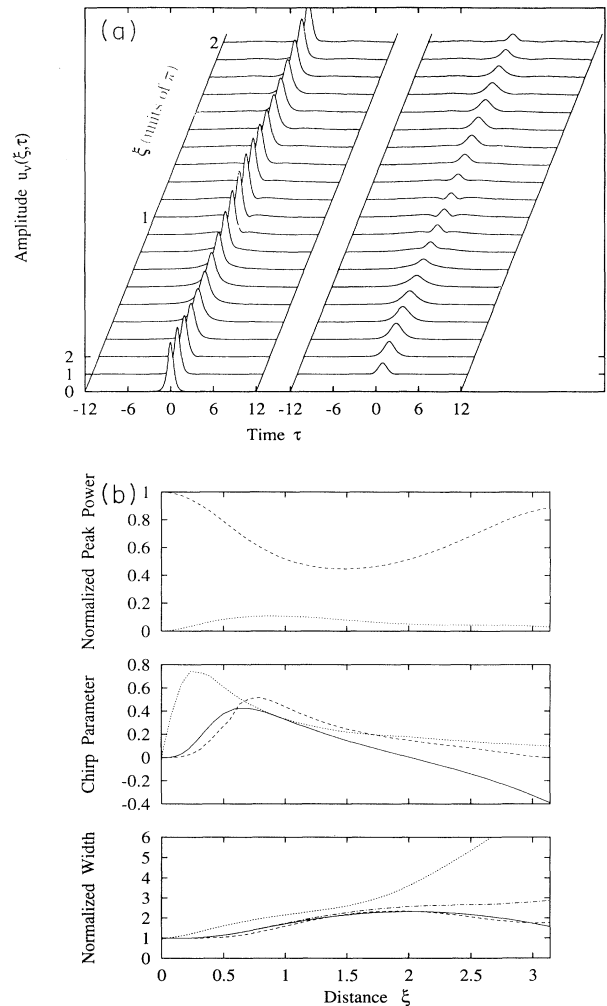 (a)
2
ξ (units of π)
Amplitude u_v(ξ,τ)
1
2
1
0
-12 -6 0 6 12 -12 -6 0 6 12
Time τ
(b)
Normalized Peak Power
1
0.8
0.6
0.4
0.2
0
Chirp Parameter
0.8
0.6
0.4
0.2
0
-0.2
-0.4
Normalized Width
6
5
4
3
2
1
0
0 0.5 1 1.5 2 2.5 3
Distance ξ